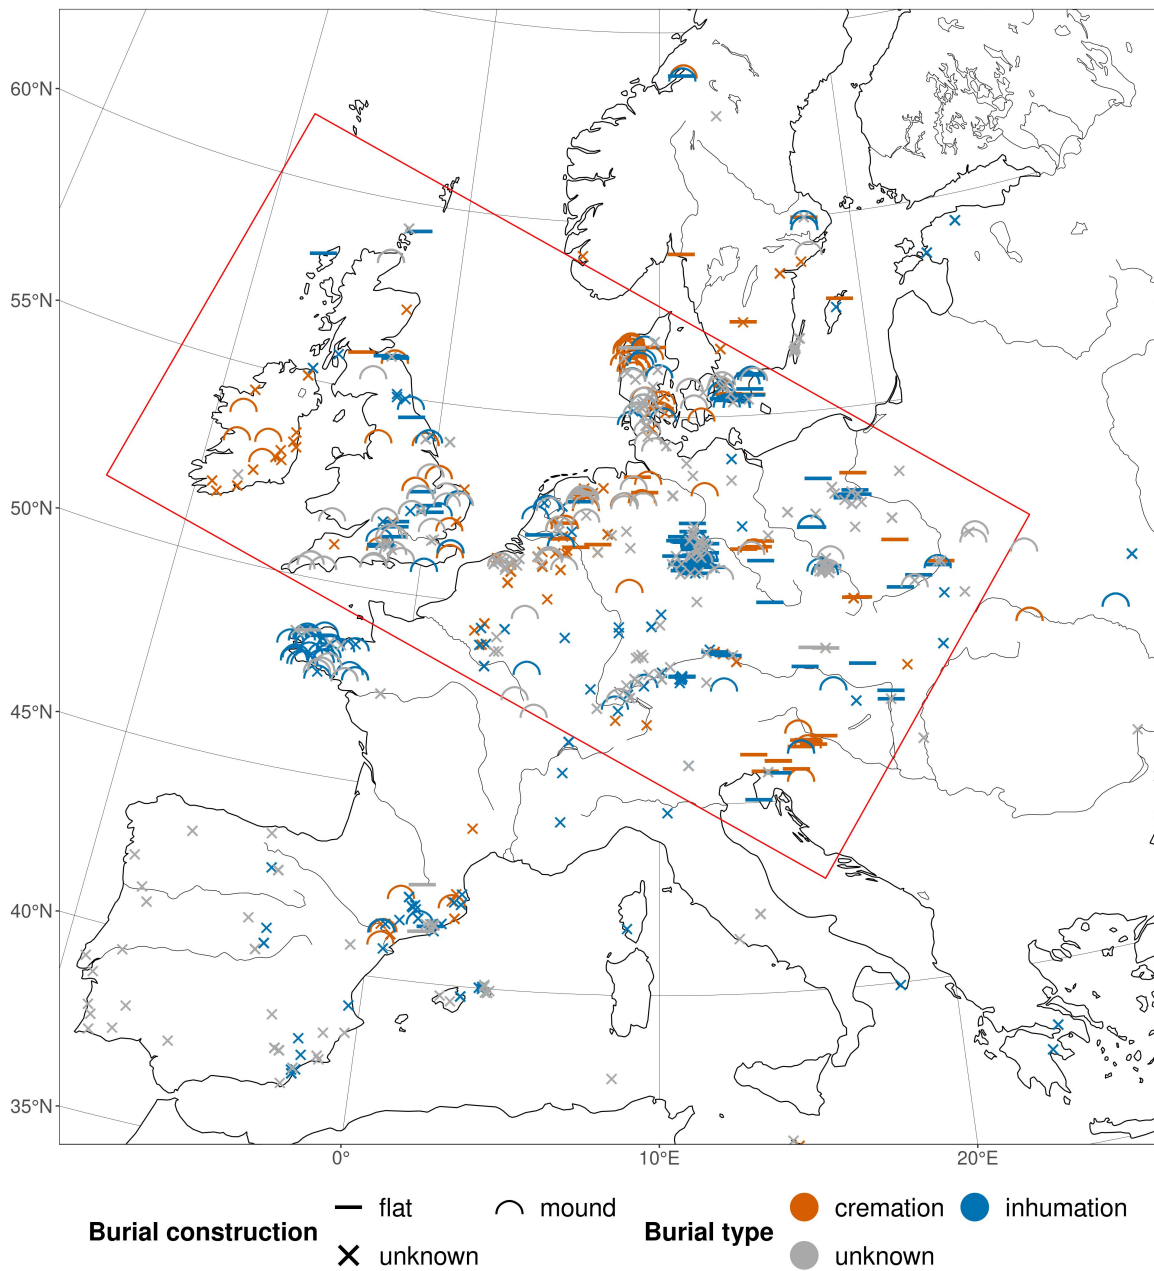 60°N
55°N
50°N
45°N
40°N
35°N
0° 10°E 20°E
Burial construction
flat
mound
unknown
Burial type
cremation
inhumation
unknown